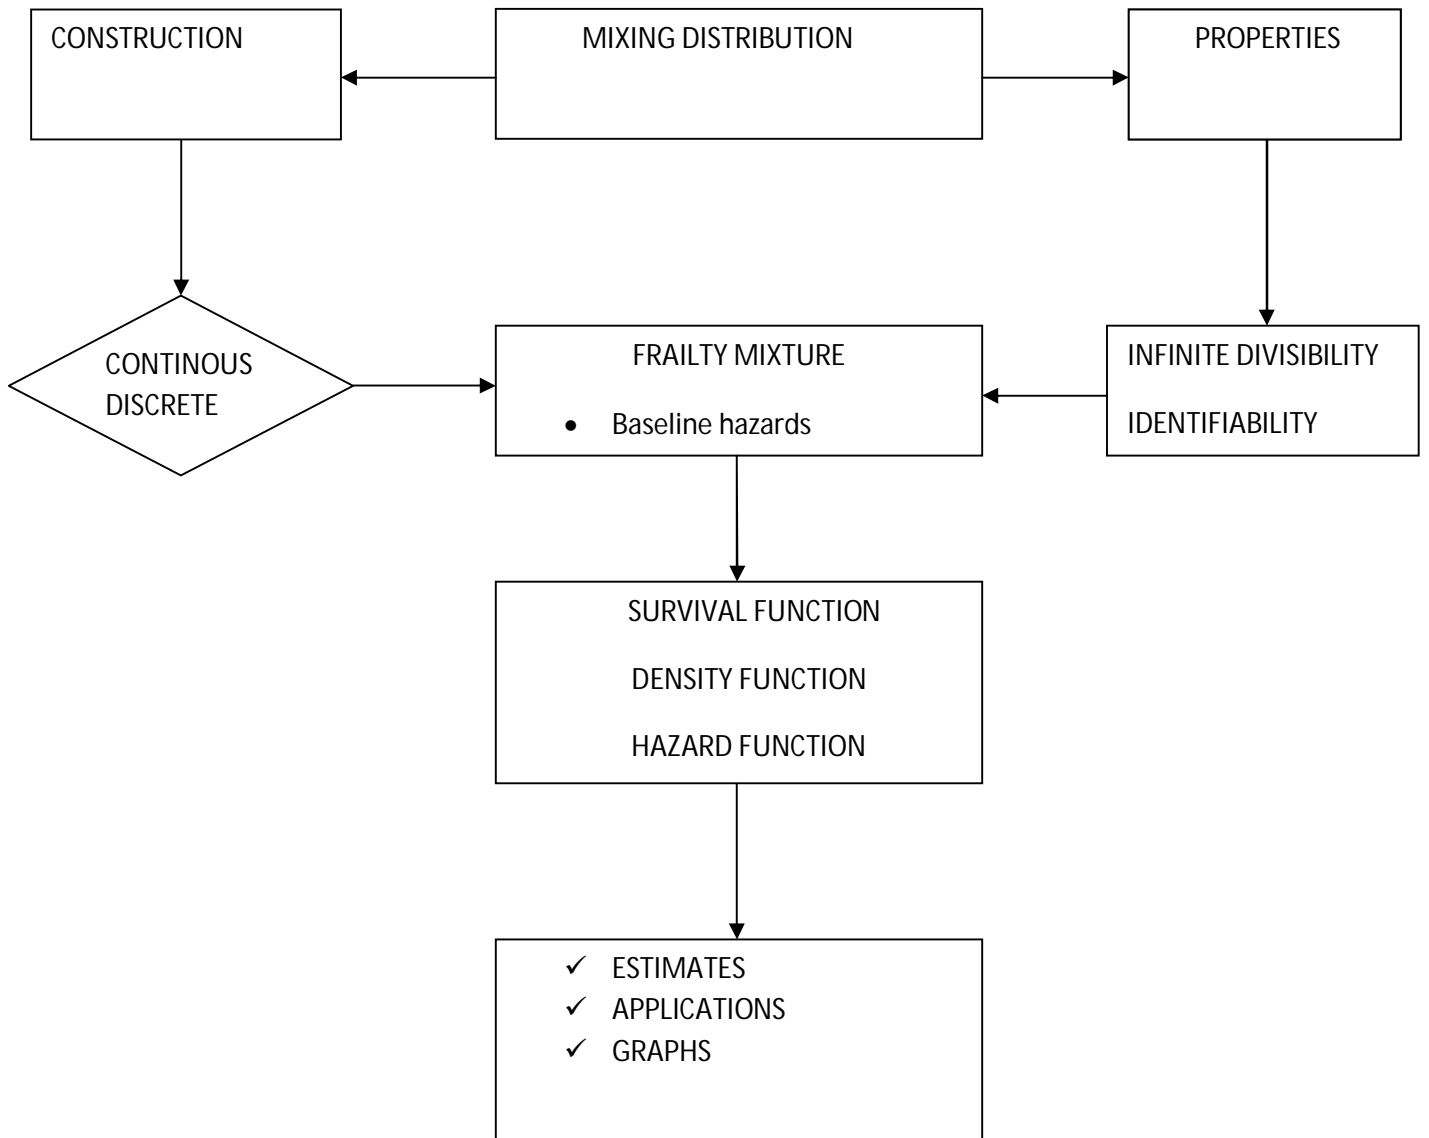 CONSTRUCTION
MIXING DISTRIBUTION
PROPERTIES
CONTINOUS
DISCRETE
FRAILTY MIXTURE
• Baseline hazards
INFINITE DIVISIBILITY
IDENTIFIABILITY
SURVIVAL FUNCTION
DENSITY FUNCTION
HAZARD FUNCTION
✓ ESTIMATES
✓ APPLICATIONS
✓ GRAPHS